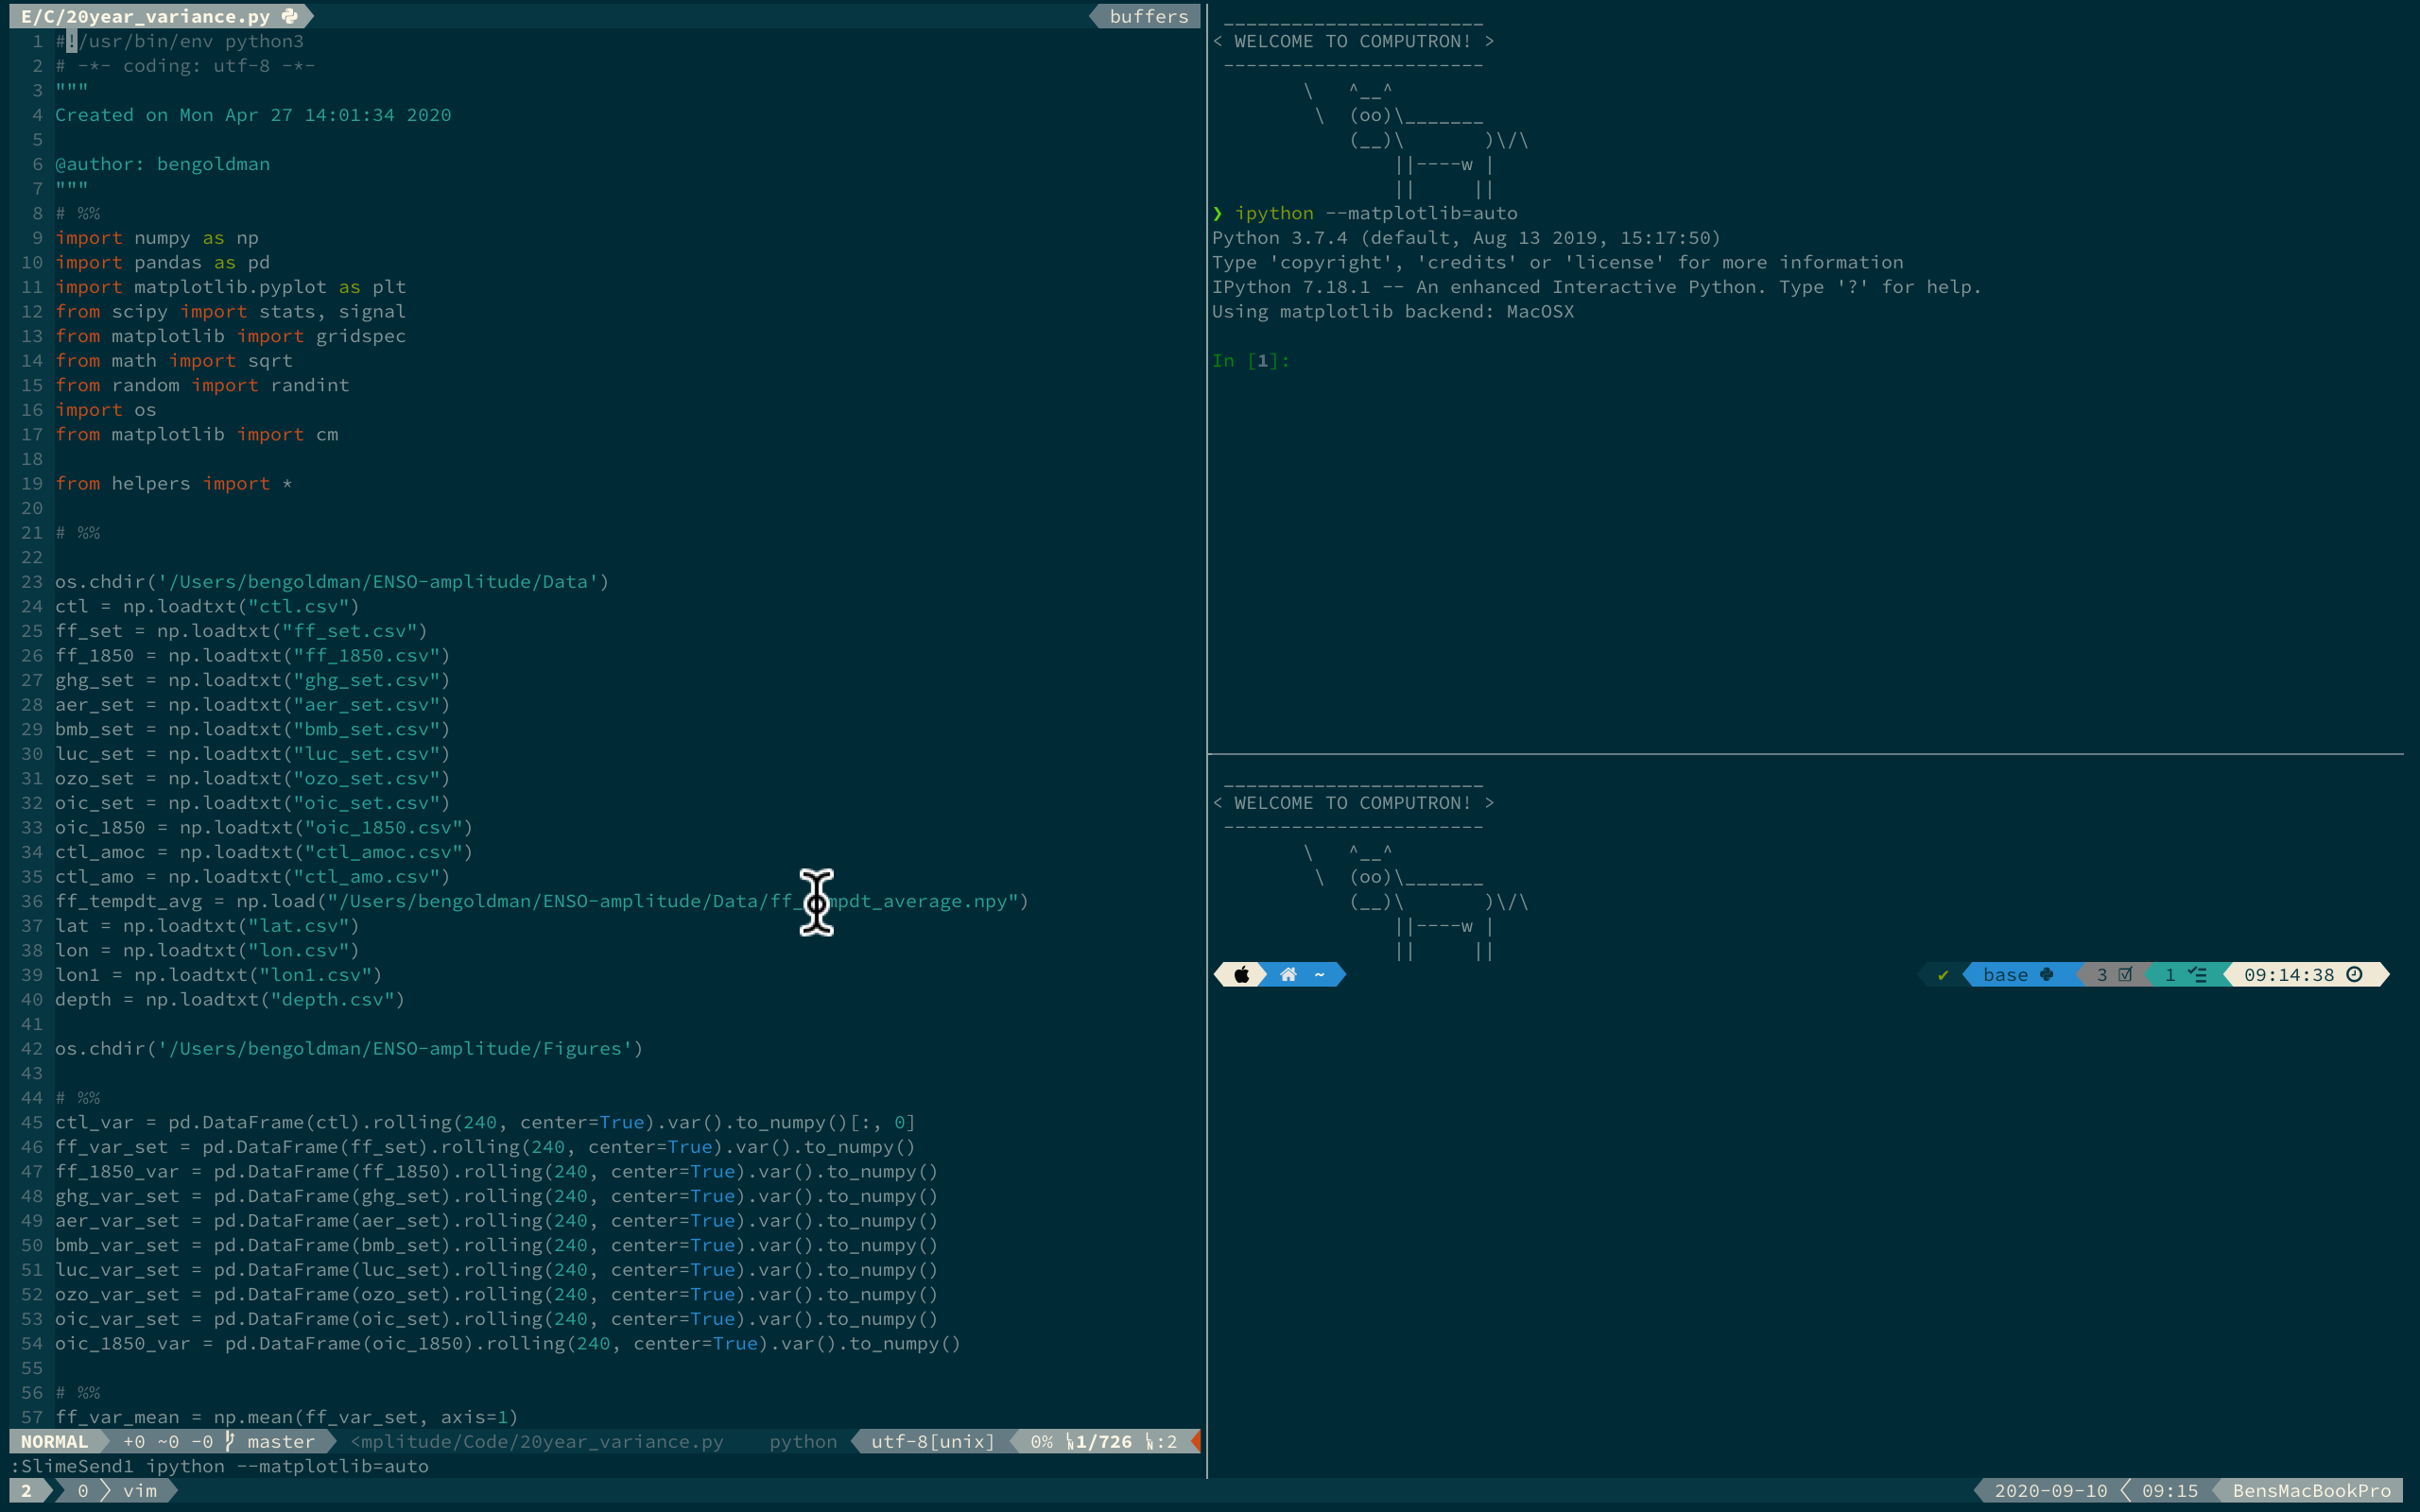 E/C/20year_variance.py
buffers
1 #!/usr/bin/env python3
2 # -*- coding: utf-8 -*-
3 """
4 Created on Mon Apr 27 14:01:34 2020
5
6 @author: bengoldman
7 """
8 # %%
9 import numpy as np
10 import pandas as pd
11 import matplotlib.pyplot as plt
12 from scipy import stats, signal
13 from matplotlib import gridspec
14 from math import sqrt
15 from random import randint
16 import os
17 from matplotlib import cm
18
19 from helpers import *
20
21 # %%
22
23 os.chdir('/Users/bengoldman/ENSO-amplitude/Data')
24 ctl = np.loadtxt("ctl.csv")
25 ff_set = np.loadtxt("ff_set.csv")
26 ff_1850 = np.loadtxt("ff_1850.csv")
27 ghg_set = np.loadtxt("ghg_set.csv")
28 aer_set = np.loadtxt("aer_set.csv")
29 bmb_set = np.loadtxt("bmb_set.csv")
30 luc_set = np.loadtxt("luc_set.csv")
31 ozo_set = np.loadtxt("ozo_set.csv")
32 oic_set = np.loadtxt("oic_set.csv")
33 oic_1850 = np.loadtxt("oic_1850.csv")
34 ctl_amoc = np.loadtxt("ctl_amoc.csv")
35 ctl_amo = np.loadtxt("ctl_amo.csv")
36 ff_tempdt_avg = np.load("/Users/bengoldman/ENSO-amplitude/Data/ff_tempdt_average.npy")
37 lat = np.loadtxt("lat.csv")
38 lon = np.loadtxt("lon.csv")
39 lon1 = np.loadtxt("lon1.csv")
40 depth = np.loadtxt("depth.csv")
41
42 os.chdir('/Users/bengoldman/ENSO-amplitude/Figures')
43
44 # %%
45 ctl_var = pd.DataFrame(ctl).rolling(240, center=True).var().to_numpy()[:, 0]
46 ff_var_set = pd.DataFrame(ff_set).rolling(240, center=True).var().to_numpy()
47 ff_1850_var = pd.DataFrame(ff_1850).rolling(240, center=True).var().to_numpy()
48 ghg_var_set = pd.DataFrame(ghg_set).rolling(240, center=True).var().to_numpy()
49 aer_var_set = pd.DataFrame(aer_set).rolling(240, center=True).var().to_numpy()
50 bmb_var_set = pd.DataFrame(bmb_set).rolling(240, center=True).var().to_numpy()
51 luc_var_set = pd.DataFrame(luc_set).rolling(240, center=True).var().to_numpy()
52 ozo_var_set = pd.DataFrame(ozo_set).rolling(240, center=True).var().to_numpy()
53 oic_var_set = pd.DataFrame(oic_set).rolling(240, center=True).var().to_numpy()
54 oic_1850_var = pd.DataFrame(oic_1850).rolling(240, center=True).var().to_numpy()
55
56 # %%
57 ff_var_mean = np.mean(ff_var_set, axis=1)
NORMAL +0 ~0 -0 master <mplitude/Code/20year_variance.py python utf-8[unix] 0% 1/726 :2
:SlimeSend1 ipython --matplotlib=auto
 _______________________
< WELCOME TO COMPUTRON! >
 -----------------------
        \   ^__^
         \  (oo)\_______
            (__)\       )\/\
                ||----w |
                ||     ||
❯ ipython --matplotlib=auto
Python 3.7.4 (default, Aug 13 2019, 15:17:50)
Type 'copyright', 'credits' or 'license' for more information
IPython 7.18.1 -- An enhanced Interactive Python. Type '?' for help.
Using matplotlib backend: MacOSX
In [1]:
 _______________________
< WELCOME TO COMPUTRON! >
 -----------------------
        \   ^__^
         \  (oo)\_______
            (__)\       )\/\
                ||----w |
                ||     ||
~ ✔ base 3 1 09:14:38
2 0 vim
2020-09-10 09:15 BensMacBookPro